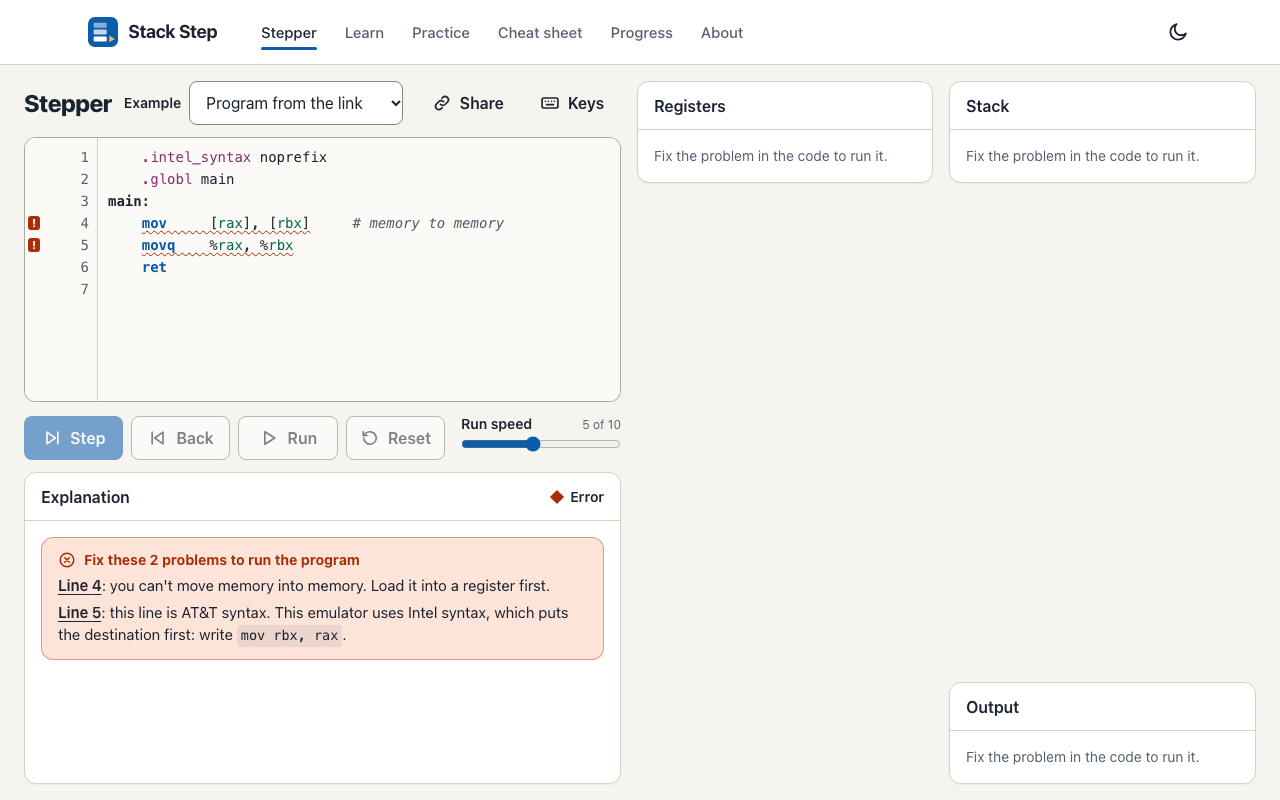 Stack Step
Stepper
Learn
Practice
Cheat sheet
Progress
About
Stepper
Example
Program from the link
Share
Keys
1 .intel_syntax noprefix
2 .globl main
3 main:
! 4 mov [rax], [rbx] # memory to memory
! 5 movq %rax, %rbx
6 ret
7
Step
Back
Run
Reset
Run speed
5 of 10
Explanation
Error
Fix these 2 problems to run the program
Line 4: you can't move memory into memory. Load it into a register first.
Line 5: this line is AT&T syntax. This emulator uses Intel syntax, which puts
the destination first: write mov rbx, rax.
Registers
Fix the problem in the code to run it.
Stack
Fix the problem in the code to run it.
Output
Fix the problem in the code to run it.